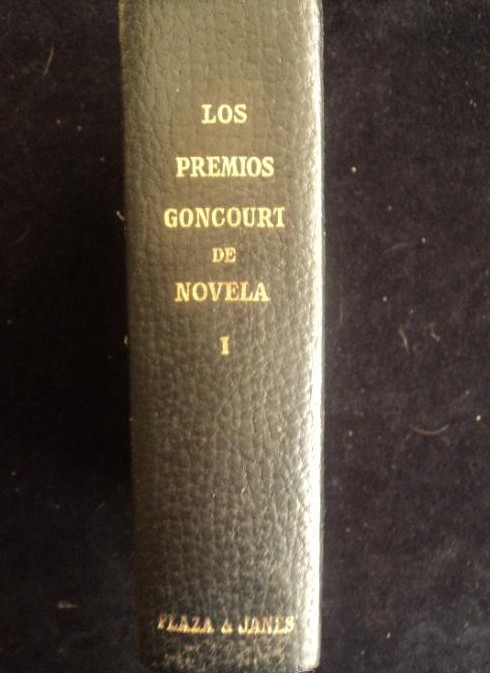 LOS
PREMIOS
GONCOURT
DE
NOVELA
I
PLAZA & JANES